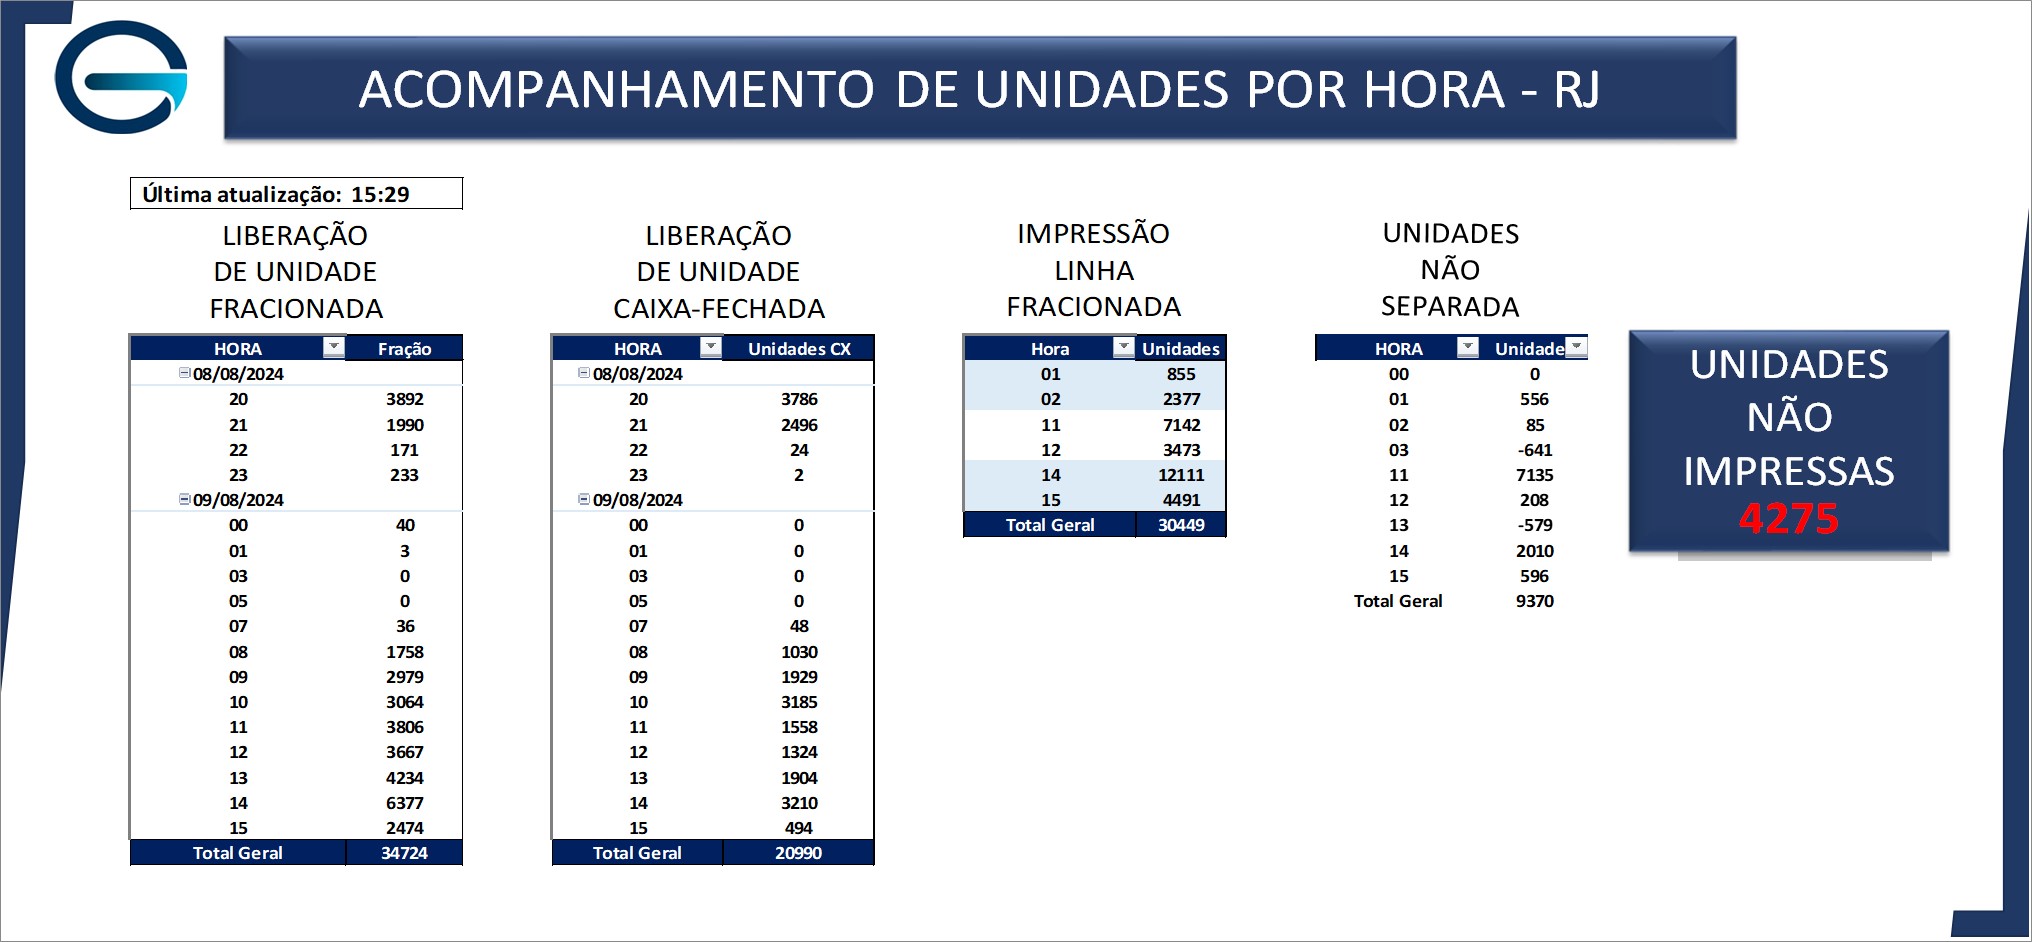 ACOMPANHAMENTO DE UNIDADES POR HORA - RJ
Última atualização: 15:29
LIBERAÇÃO
DE UNIDADE
FRACIONADA
HORA Fração
08/08/2024
20 3892
21 1990
22 171
23 233
09/08/2024
00 40
01 3
03 0
05 0
07 36
08 1758
09 2979
10 3064
11 3806
12 3667
13 4234
14 6377
15 2474
Total Geral 34724
LIBERAÇÃO
DE UNIDADE
CAIXA-FECHADA
HORA Unidades CX
08/08/2024
20 3786
21 2496
22 24
23 2
09/08/2024
00 0
01 0
03 0
05 0
07 48
08 1030
09 1929
10 3185
11 1558
12 1324
13 1904
14 3210
15 494
Total Geral 20990
IMPRESSÃO
LINHA
FRACIONADA
Hora Unidades
01 855
02 2377
11 7142
12 3473
14 12111
15 4491
Total Geral 30449
UNIDADES
NÃO
SEPARADA
HORA Unidade
00 0
01 556
02 85
03 -641
11 7135
12 208
13 -579
14 2010
15 596
Total Geral 9370
UNIDADES
NÃO
IMPRESSAS
4275